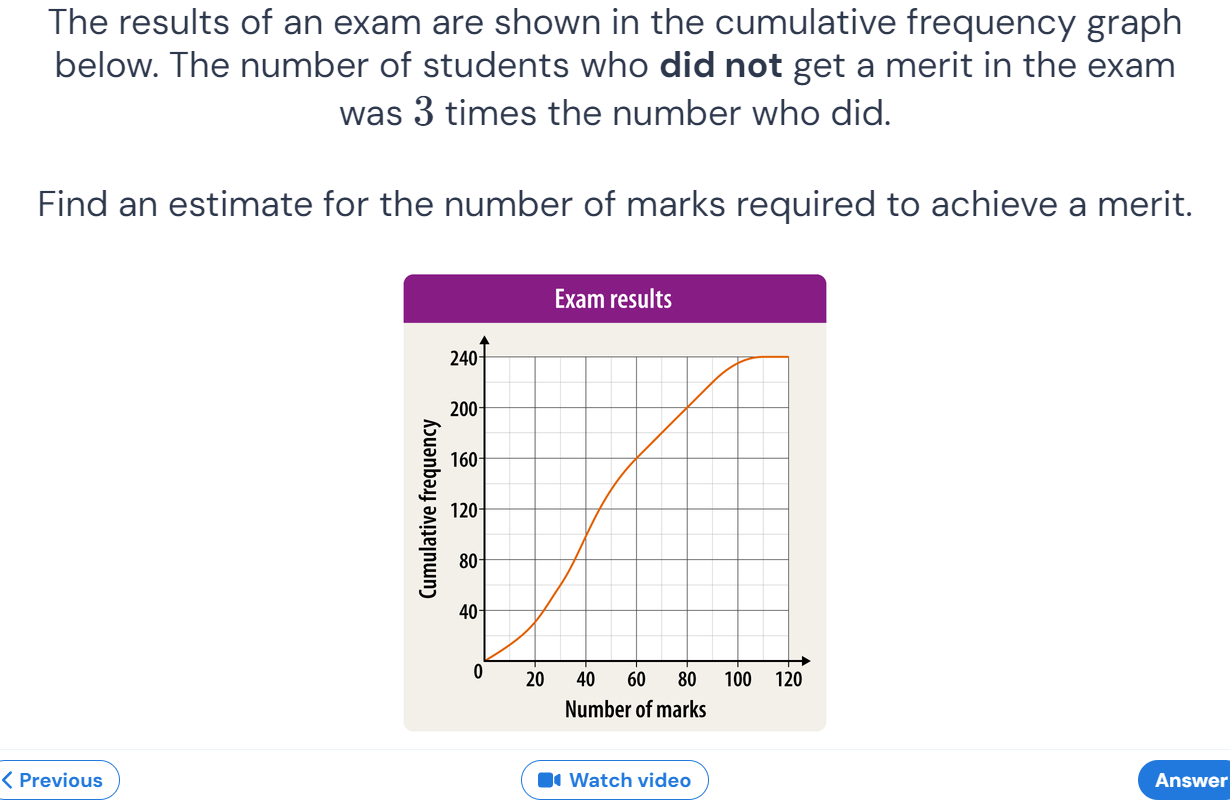 The results of an exam are shown in the cumulative frequency graph
below. The number of students who did not get a merit in the exam
was 3 times the number who did.
Find an estimate for the number of marks required to achieve a merit.
Exam results
Cumulative frequency
240
200
160
120
80
40
0
20 40 60 80 100 120
Number of marks
Previous
Watch video
Answer